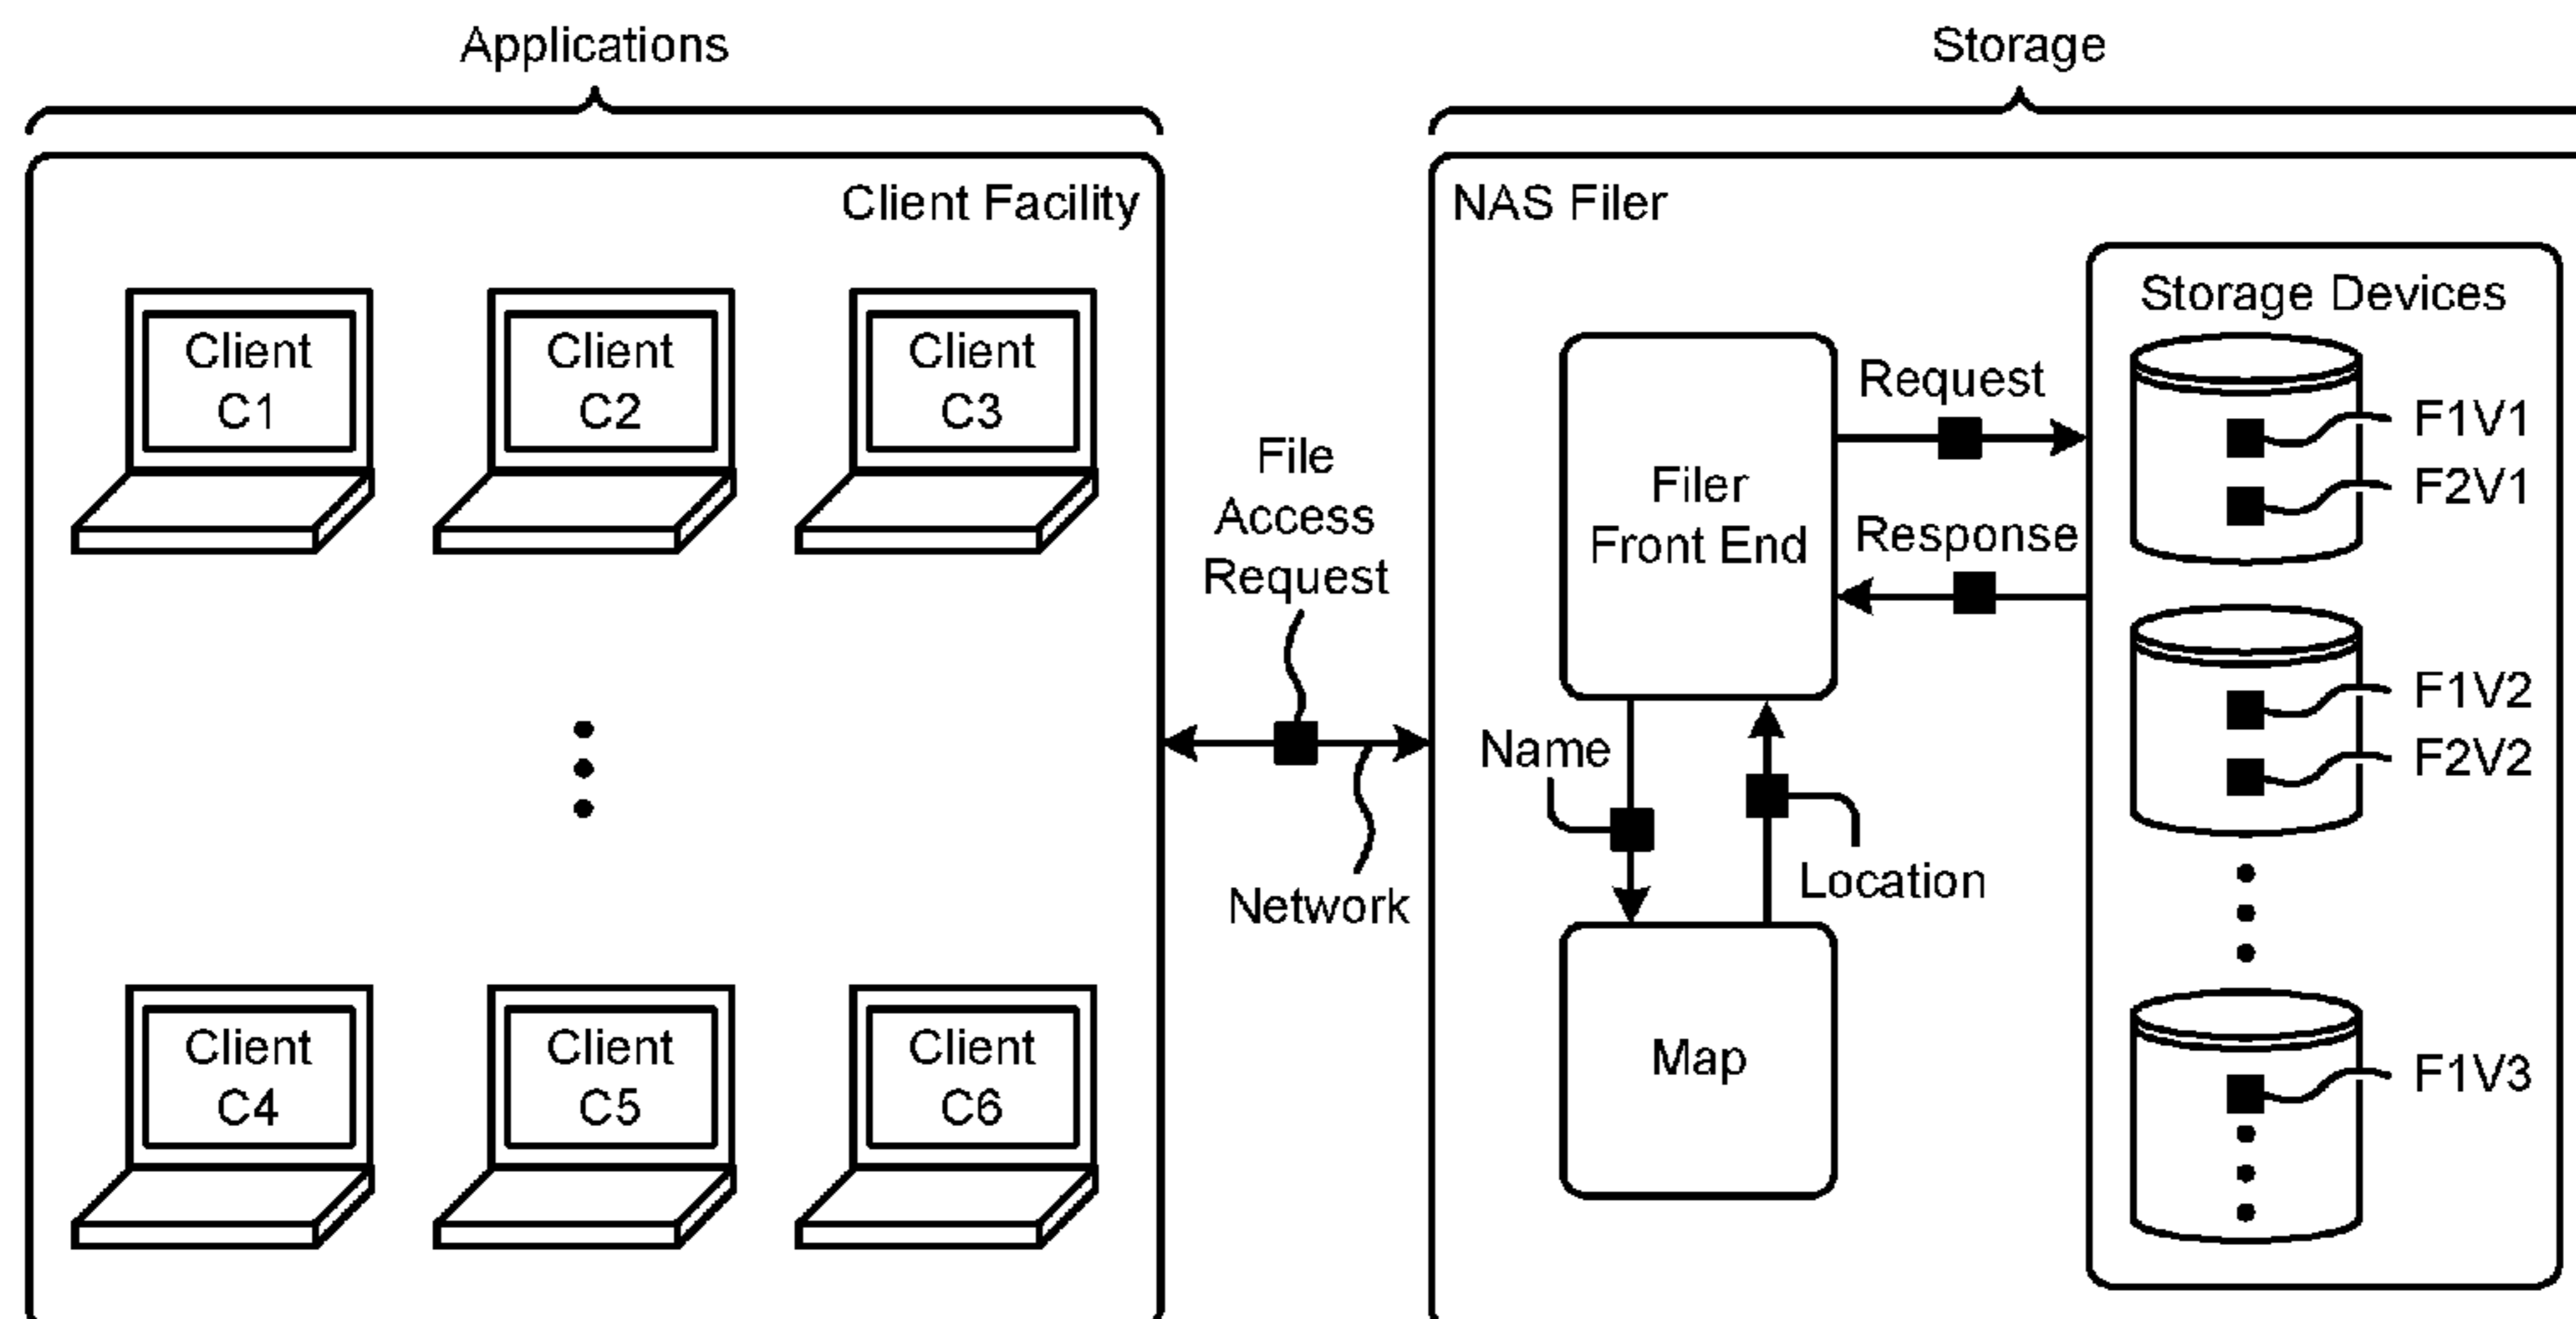 Applications
Storage
Client Facility
NAS Filer
Client
C1
Client
C2
Client
C3
Client
C4
Client
C5
Client
C6
File
Access
Request
Network
Filer
Front End
Request
Response
Name
Location
Map
Storage Devices
F1V1
F2V1
F1V2
F2V2
F1V3